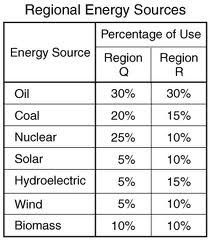 Regional Energy Sources
Energy Source Percentage of Use
Region Q Region R
Oil 30% 30%
Coal 20% 15%
Nuclear 25% 10%
Solar 5% 10%
Hydroelectric 5% 15%
Wind 5% 10%
Biomass 10% 10%